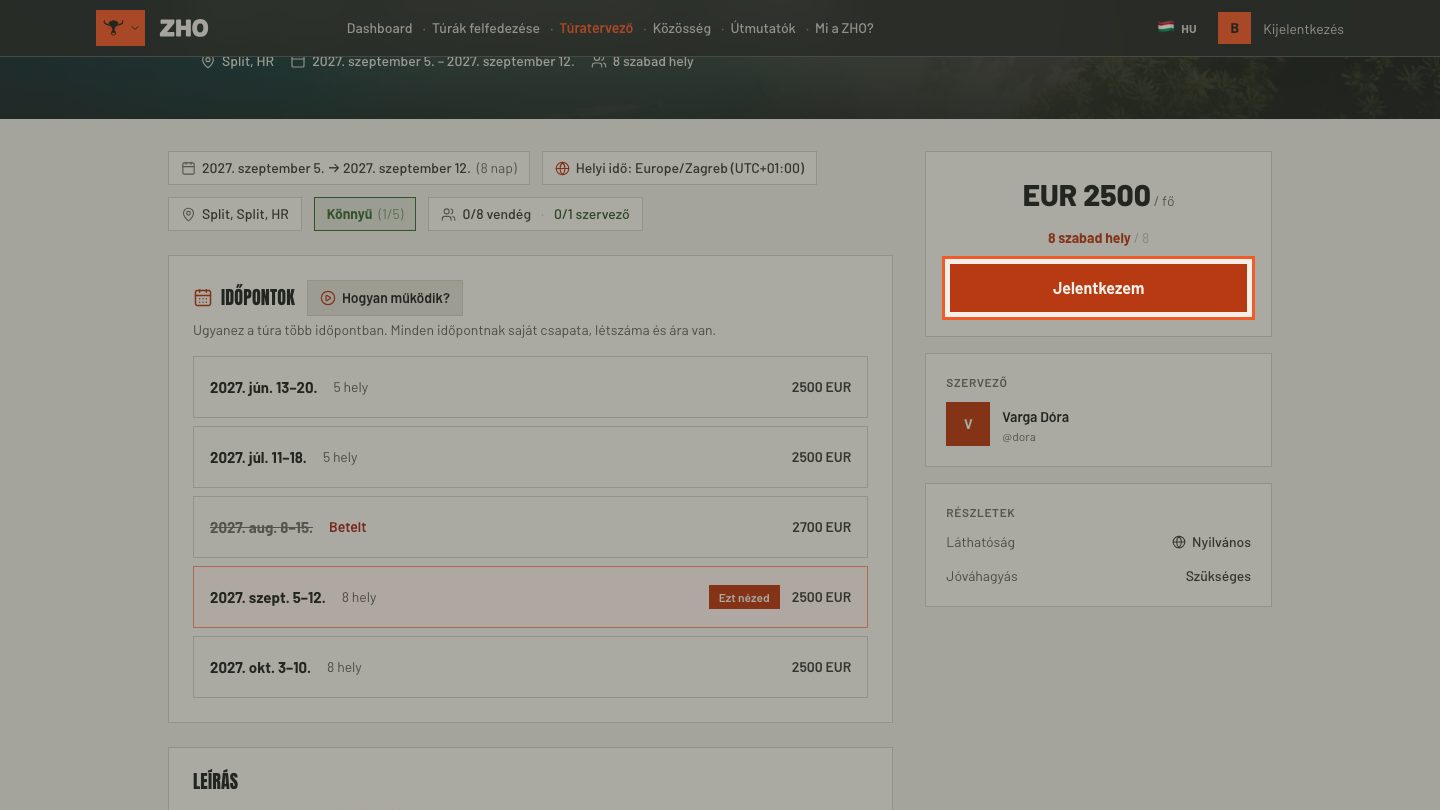 ZHO
Dashboard · Túrák felfedezése · Túratervező · Közösség · Útmutatók · Mi a ZHO?
HU
B
Kijelentkezés
Split, HR
2027. szeptember 5. – 2027. szeptember 12.
8 szabad hely
2027. szeptember 5. → 2027. szeptember 12. (8 nap)
Helyi idő: Europe/Zagreb (UTC+01:00)
Split, Split, HR
Könnyű (1/5)
0/8 vendég · 0/1 szervező
IDŐPONTOK
Hogyan működik?
Ugyanez a túra több időpontban. Minden időpontnak saját csapata, létszáma és ára van.
2027. jún. 13–20. 5 hely 2500 EUR
2027. júl. 11–18. 5 hely 2500 EUR
2027. aug. 8–15. Betelt 2700 EUR
2027. szept. 5–12. 8 hely Ezt nézed 2500 EUR
2027. okt. 3–10. 8 hely 2500 EUR
LEÍRÁS
EUR 2500 / fő
8 szabad hely / 8
Jelentkezem
SZERVEZŐ
V
Varga Dóra
@dora
RÉSZLETEK
Láthatóság Nyilvános
Jóváhagyás Szükséges